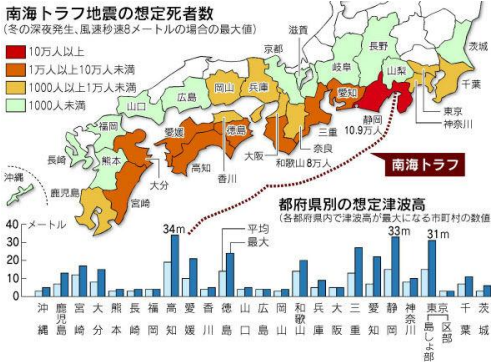 南海トラフ地震の想定死者数
(冬の深夜発生、風速秒速8メートルの場合の最大値)
10万人以上
1万人以上10万人未満
1000人以上1万人未満
1000人未満
滋賀
京都
長野
茨城
岐阜
山梨
兵庫
岡山
広島
山口
愛知
千葉
東京
神奈川
静岡
10.9万人
福岡
愛媛
徳島
三重
奈良
和歌山 8万人
大阪
香川
高知
長崎
熊本
大分
宮崎
鹿児島
沖縄
南海トラフ
都府県別の想定津波高
(各都府県内で津波高が最大になる市町村の数値
メートル
40
30
20
10
0
34m
平均
最大
33m
31m
沖縄
鹿児島
宮崎
大分
熊本
長崎
福岡
高知
愛媛
香川
徳島
山口
広島
岡山
和歌山
兵庫
大阪
三重
愛知
静岡
神奈川
東京
島しょ部
区部
千葉
茨城